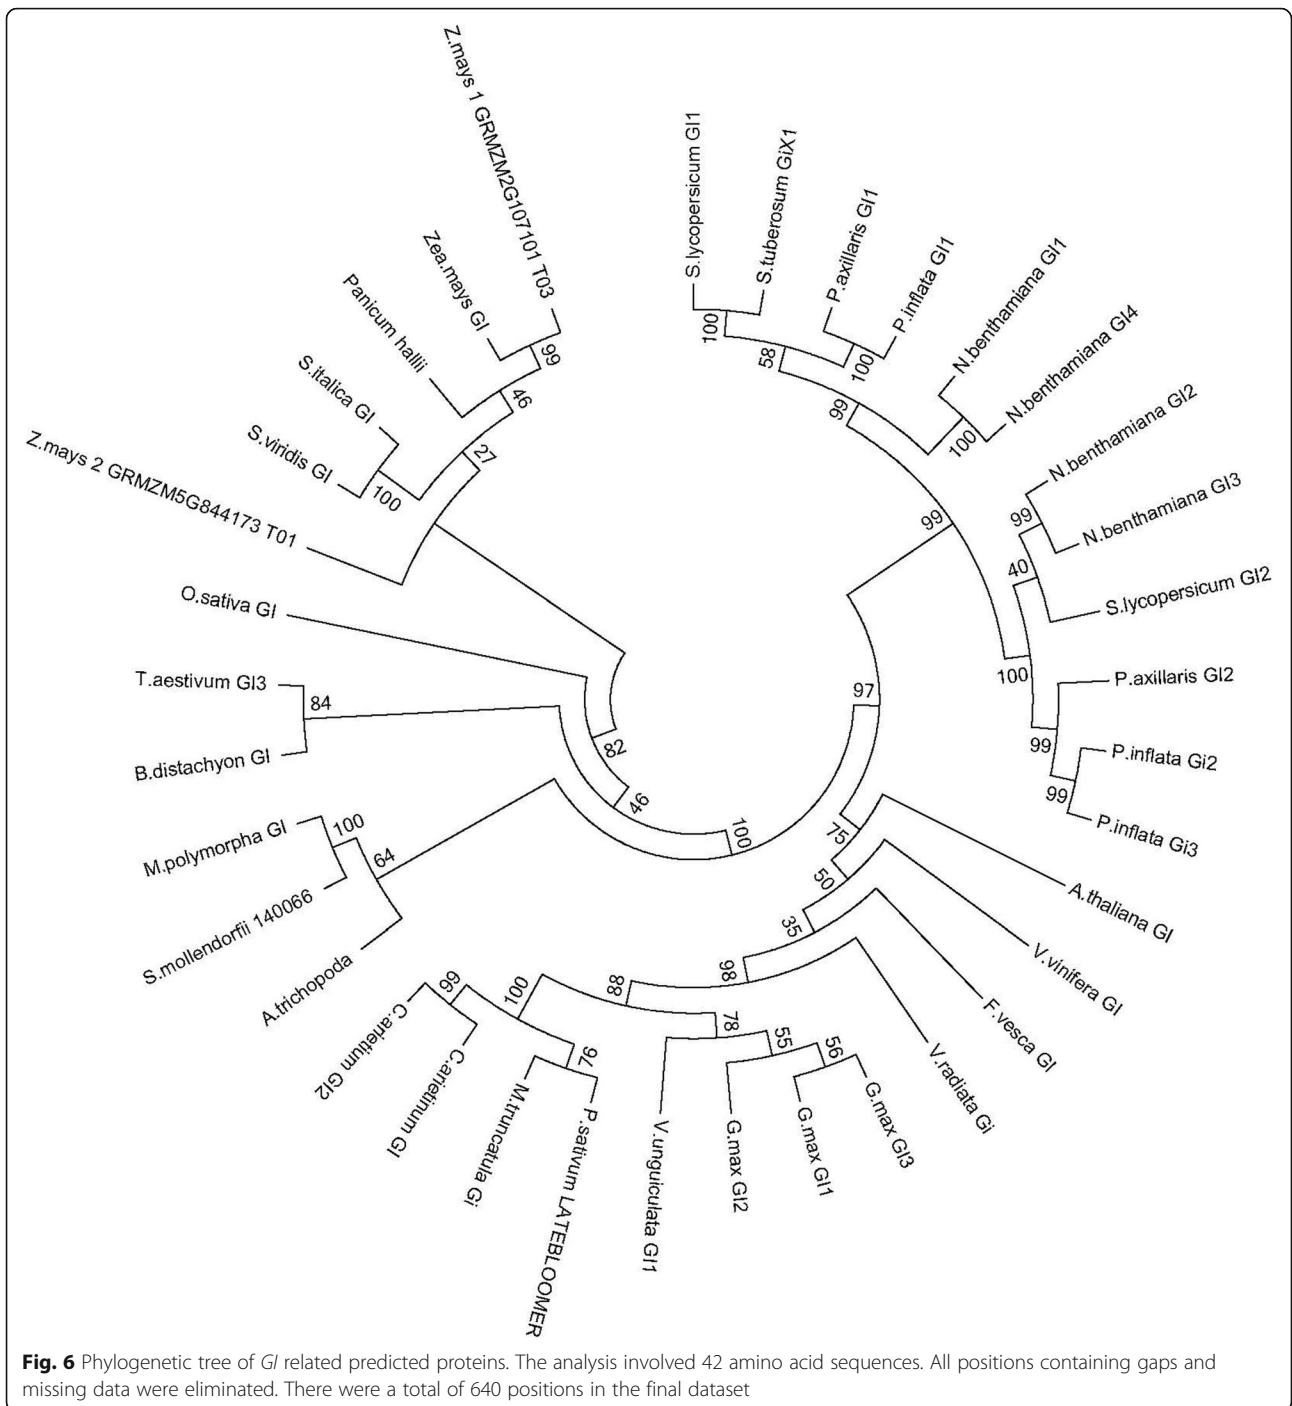 Z.mays 1 GRMZM2G107101 T03
Zea.mays GI
Panicum hallii
S.italica GI
S.viridis GI
Z.mays 2 GRMZM5G844173 T01
O.sativa GI
T.aestivum GI3
B.distachyon GI
M.polymorpha GI
S.mollendorfii 140066
A.trichopoda
C.arietium GI2
C.arietinum GI
M.truncatula Gi
P.sativum LATEBLOOMER
V.unguiculata GI1
G.max GI2
G.max GI1
G.max GI3
V.radiata Gi
F.vesca GI
V.vinifera GI
A.thaliana GI
P.inflata Gi3
P.inflata Gi2
P.axillaris GI2
S.lycopersicum GI2
N.benthamiana GI3
N.benthamiana GI2
N.benthamiana GI4
N.benthamiana GI1
P.inflata GI1
P.axillaris GI1
S.tuberosum GiX1
S.lycopersicum GI1
99
46
27
100
84
82
46
100
100
64
99
100
76
88
78
55
56
98
35
50
75
97
99
99
58
100
100
100
99
40
100
99
99
Fig. 6 Phylogenetic tree of GI related predicted proteins. The analysis involved 42 amino acid sequences. All positions containing gaps and
missing data were eliminated. There were a total of 640 positions in the final dataset